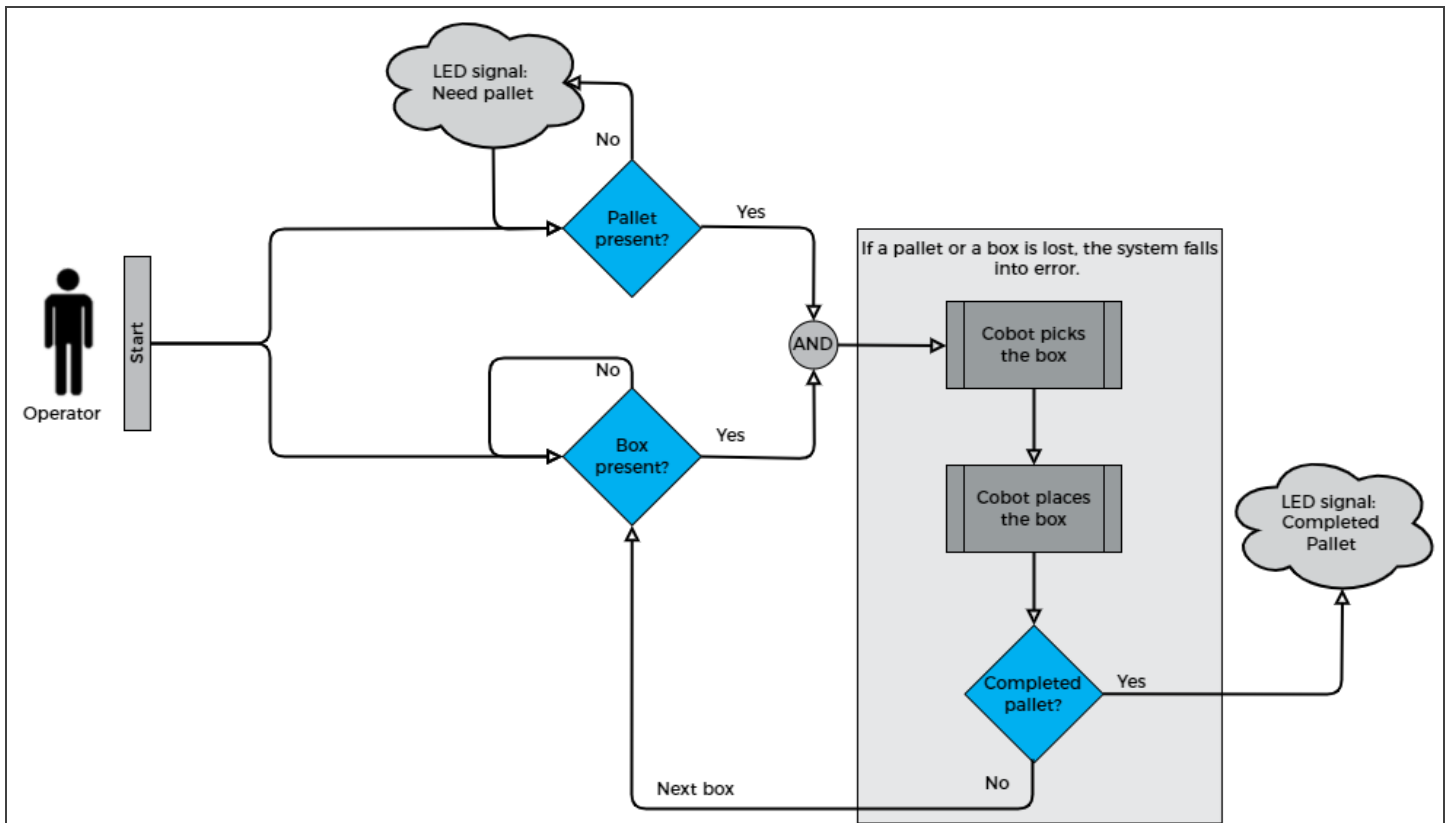 LED signal:
Need pallet
No
Pallet
present?
Yes
If a pallet or a box is lost, the system falls
into error.
Operator
Start
AND
Cobot picks
the box
No
Box
present?
Yes
Cobot places
the box
LED signal:
Completed
Pallet
Completed
pallet?
Yes
No
Next box